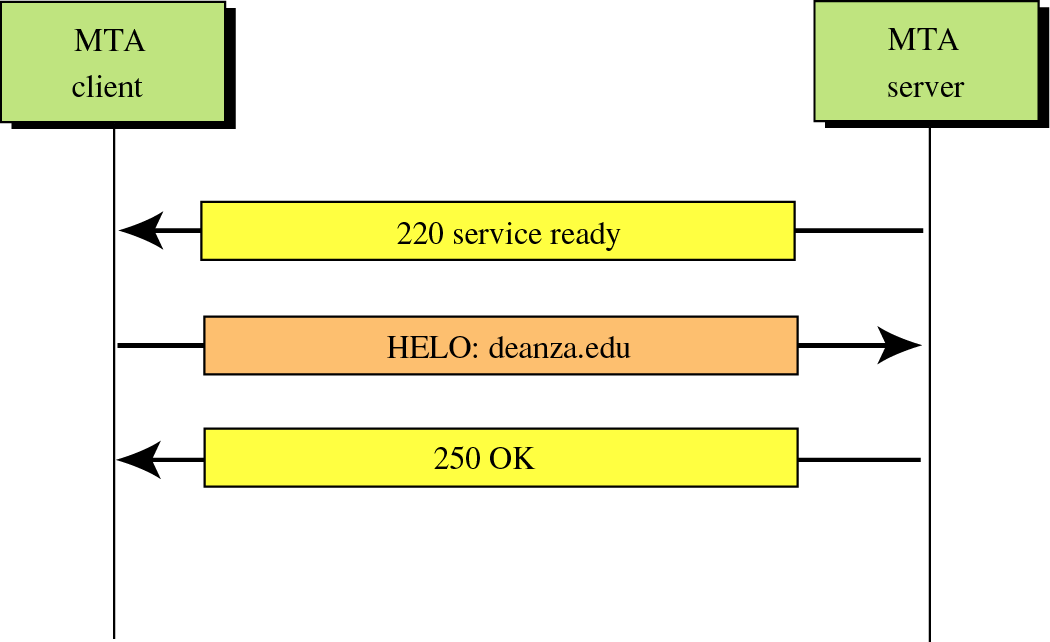 MTA
client
MTA
server
220 service ready
HELO: deanza.edu
250 OK